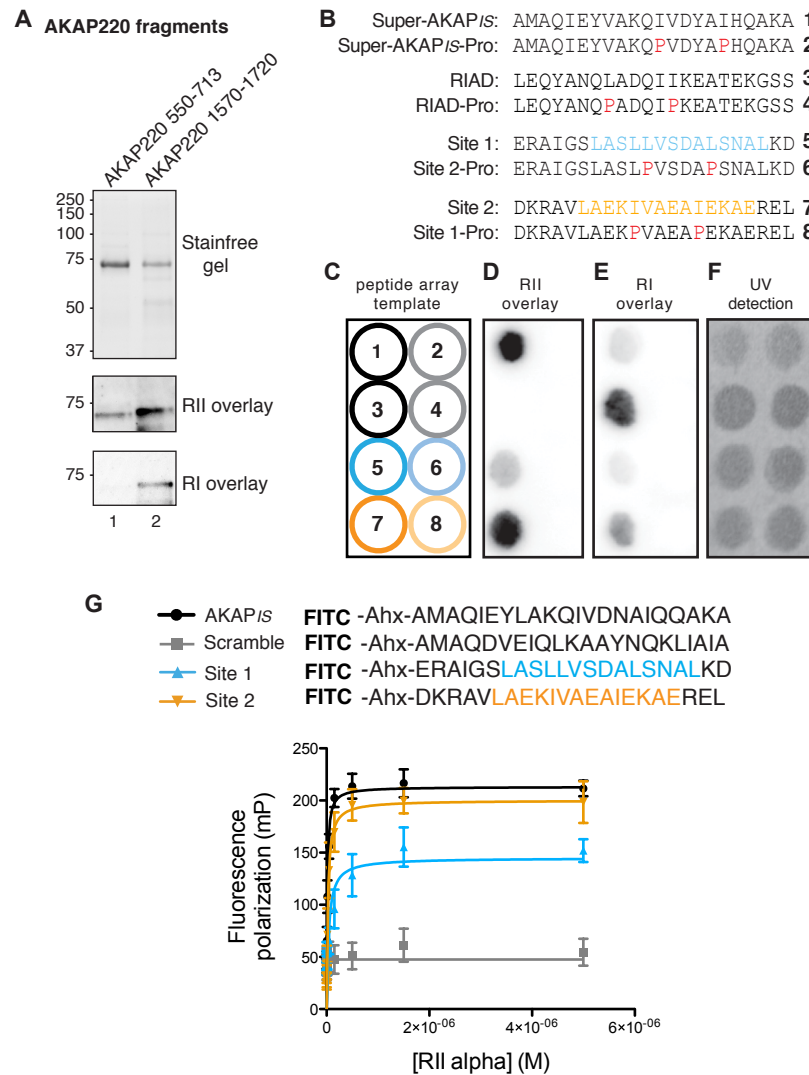 A AKAP220 fragments
AKAP220 550-713
AKAP220 1570-1720
250
150
100
75
50
37
Stainfree
gel
75
RII overlay
75
RI overlay
1 2
B
Super-AKAPIS: AMAQIEYVAKQIVDYAIHQAKA 1
Super-AKAPIS-Pro: AMAQIEYVAKQPVDYAPHQAKA 2
RIAD: LEQYANQLADQIIKEATEKGSS 3
RIAD-Pro: LEQYANQPADQIPKEATEKGSS 4
Site 1: ERAIGSLASLLVSDALSNALKD 5
Site 2-Pro: ERAIGSLASLPVSDAPSNALKD 6
Site 2: DKRAVLAEKIVAEAIEKAEREL 7
Site 1-Pro: DKRAVLAEKPVAEAPEKAEREL 8
C peptide array
template
1 2
3 4
5 6
7 8
D RII
overlay
E RI
overlay
F UV
detection
G
AKAPIS FITC -Ahx-AMAQIEYLAKQIVDNAIQQAKA
Scramble FITC -Ahx-AMAQDVEIQLKAAYNQKLIAIA
Site 1 FITC -Ahx-ERAIGSLASLLVSDALSNALKD
Site 2 FITC -Ahx-DKRAVLAEKIVAEAIEKAEREL
Fluorescence
polarization (mP)
250
200
150
100
50
0
0 2×10⁻⁰⁶ 4×10⁻⁰⁶ 6×10⁻⁰⁶
[RII alpha] (M)